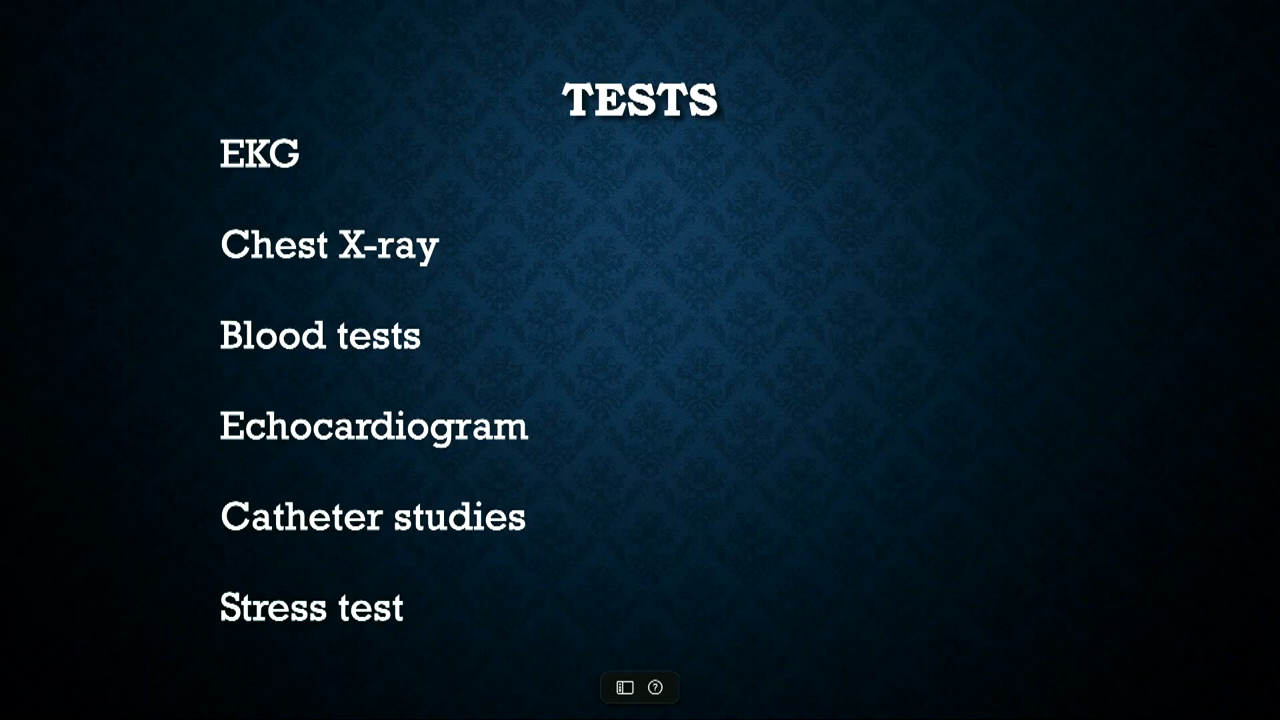 TESTS
EKG
Chest X-ray
Blood tests
Echocardiogram
Catheter studies
Stress test